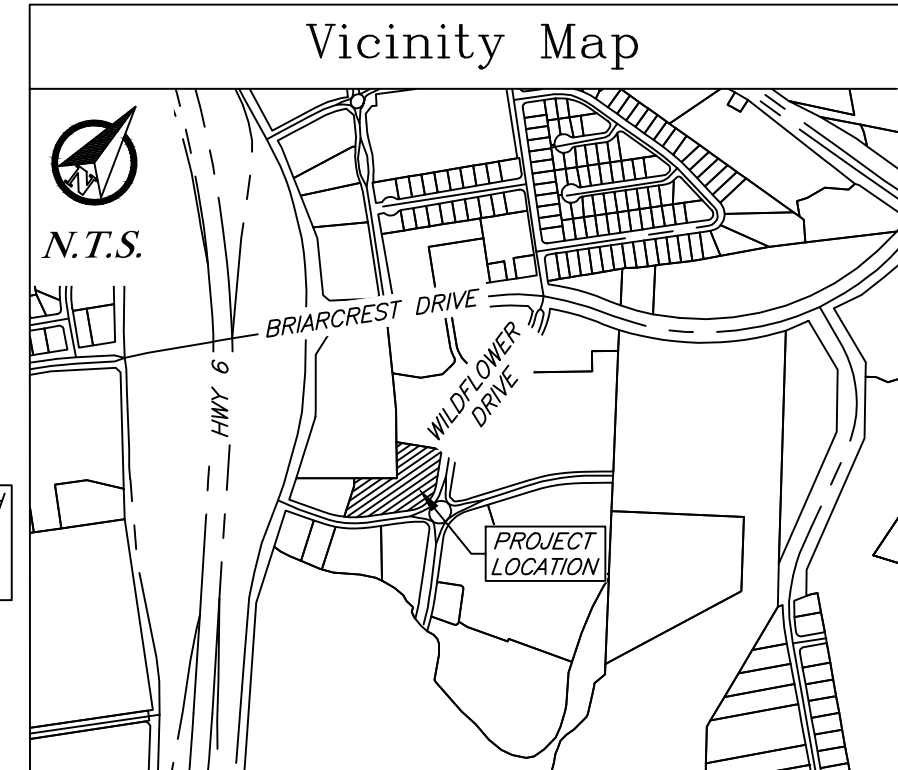 Vicinity Map
N
N.T.S.
BRIARCREST DRIVE
WILDFLOWER
DRIVE
HWY 6
PROJECT
LOCATION